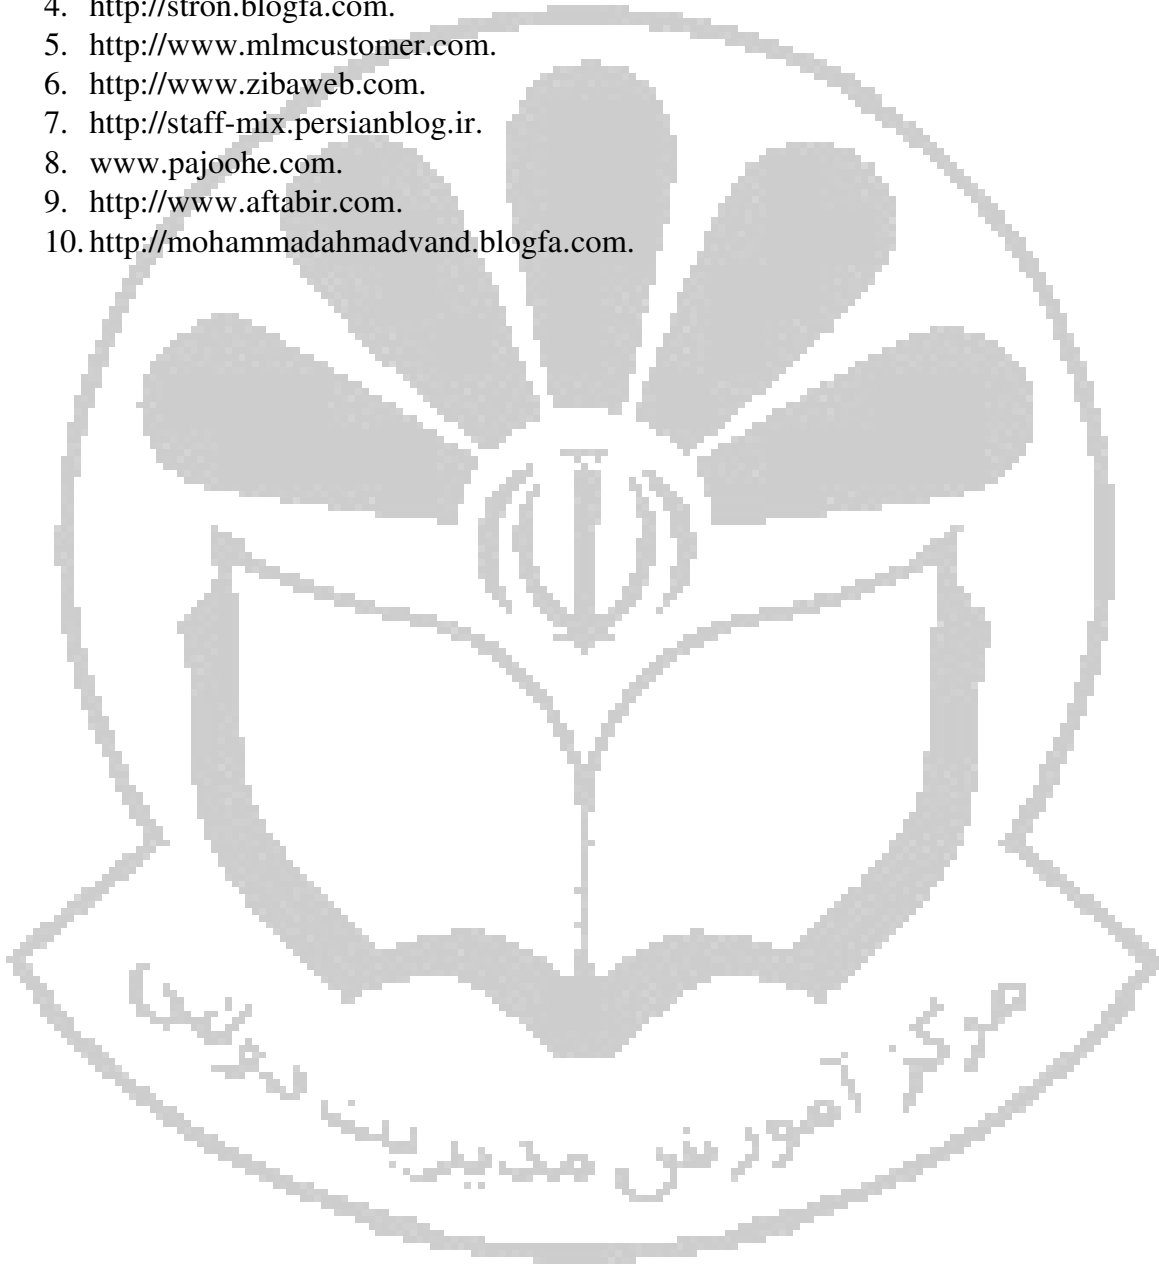 4. http://stron.blogfa.com.
5. http://www.mlmcustomer.com.
6. http://www.zibaweb.com.
7. http://staff-mix.persianblog.ir.
8. www.pajoohe.com.
9. http://www.aftabir.com.
10. http://mohammadahmadvand.blogfa.com.
مرکز آموزش مدیریت دولتی